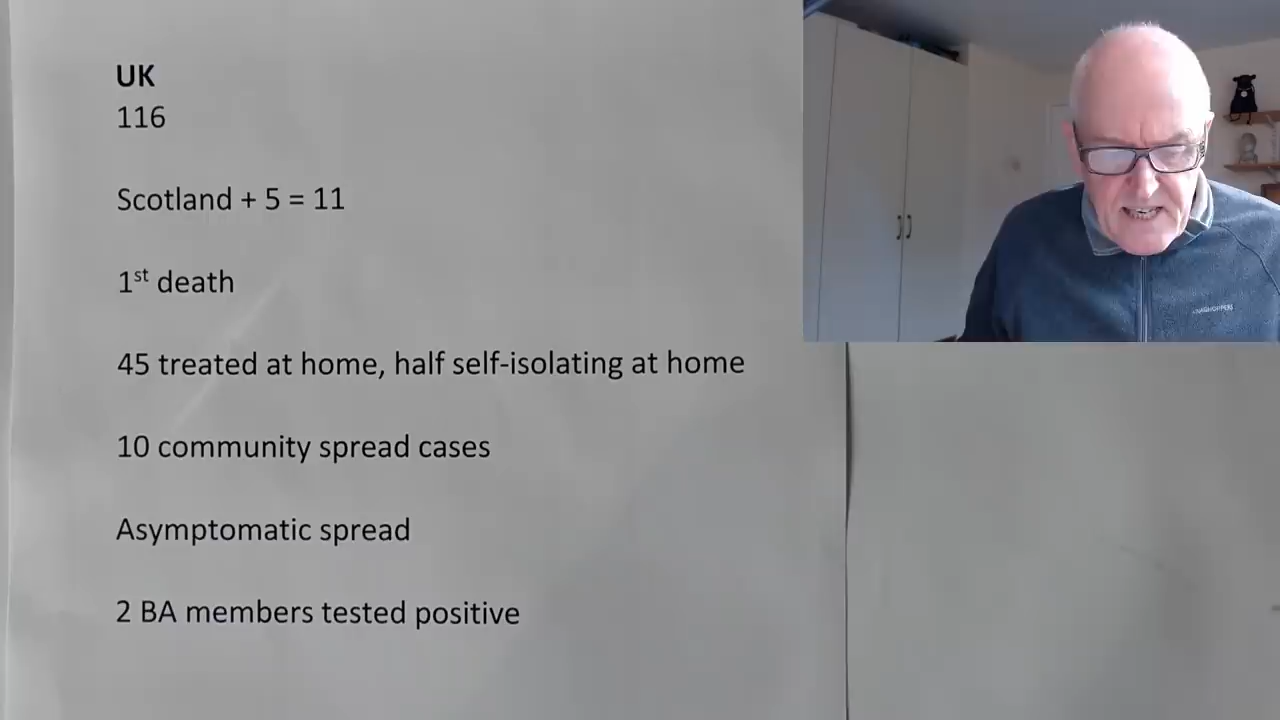 UK
116
Scotland + 5 = 11
1st death
45 treated at home, half self-isolating at home
10 community spread cases
Asymptomatic spread
2 BA members tested positive